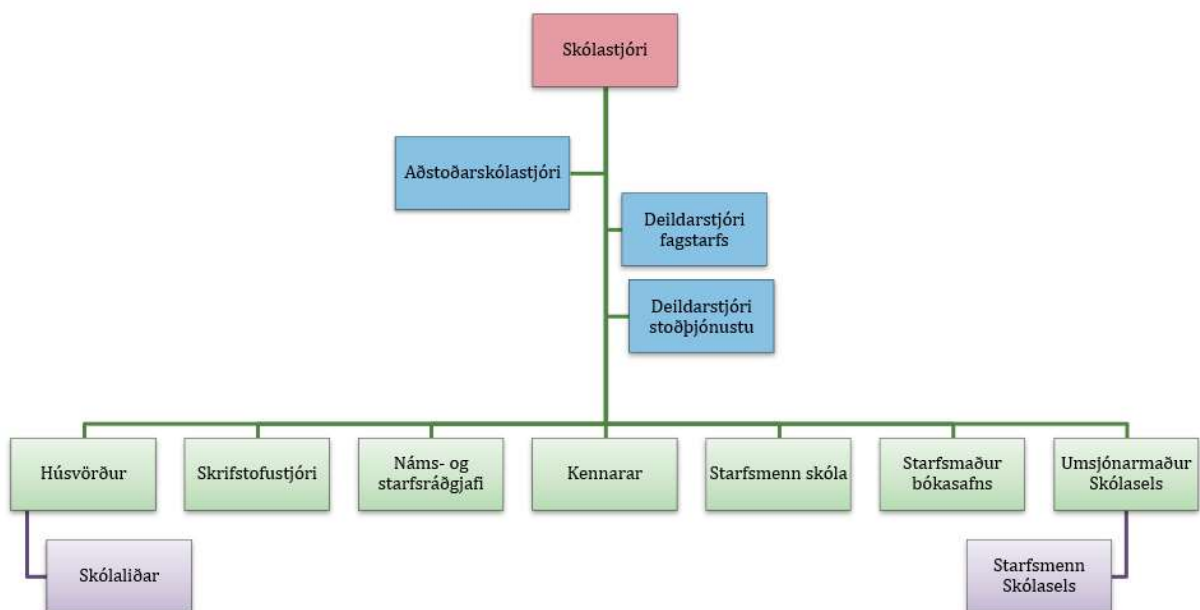 Skólastjóri
Aðstoðarskólastjóri
Deildarstjóri
fagstarfs
Deildarstjóri
stoðþjónustu
Húsvörður
Skrifstofustjóri
Náms- og
starfsráðgjafi
Kennarar
Starfsmenn skóla
Starfsmaður
bókasafns
Umsjónarmaður
Skólasels
Skólaliðar
Starfsmenn
Skólasels